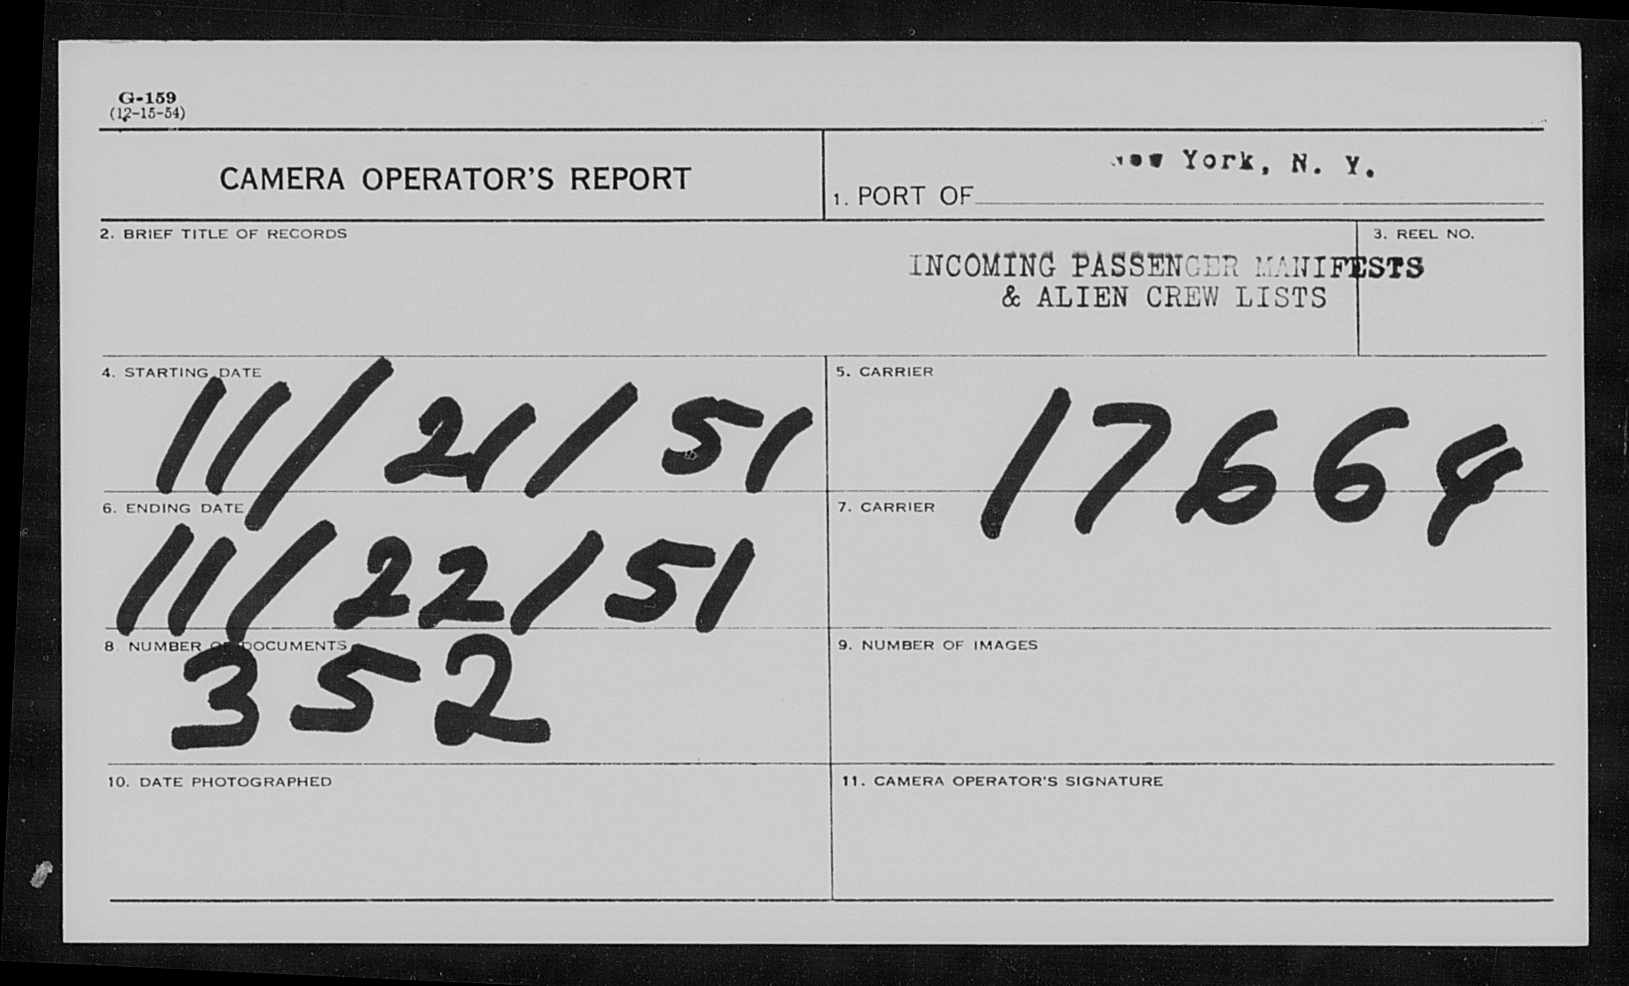 G-159
(12-15-54)
CAMERA OPERATOR'S REPORT
1. PORT OF New York, N. Y.
2. BRIEF TITLE OF RECORDS
INCOMING PASSENGER MANIFESTS
& ALIEN CREW LISTS
3. REEL NO.
4. STARTING DATE
11/21/51
5. CARRIER
17664
6. ENDING DATE
11/22/51
7. CARRIER
8. NUMBER OF DOCUMENTS
352
9. NUMBER OF IMAGES
10. DATE PHOTOGRAPHED
11. CAMERA OPERATOR'S SIGNATURE